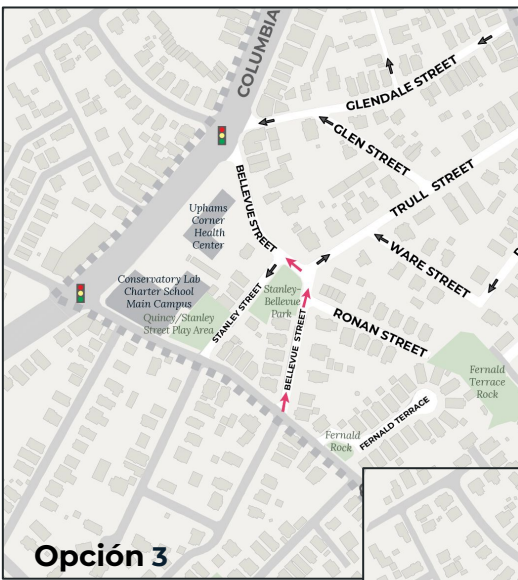 COLUMBIA
GLENDALE STREET
GLEN STREET
TRULL STREET
BELLEVUE STREET
Uphams
Corner
Health
Center
WARE STREET
Conservatory Lab
Charter School
Main Campus
Quincy/Stanley
Street Play Area
STANLEY STREET
Stanley-
Bellevue
Park
BELLEVUE STREET
RONAN STREET
Fernald
Terrace
Rock
Fernald
Rock
FERNALD TERRACE
Opción 3